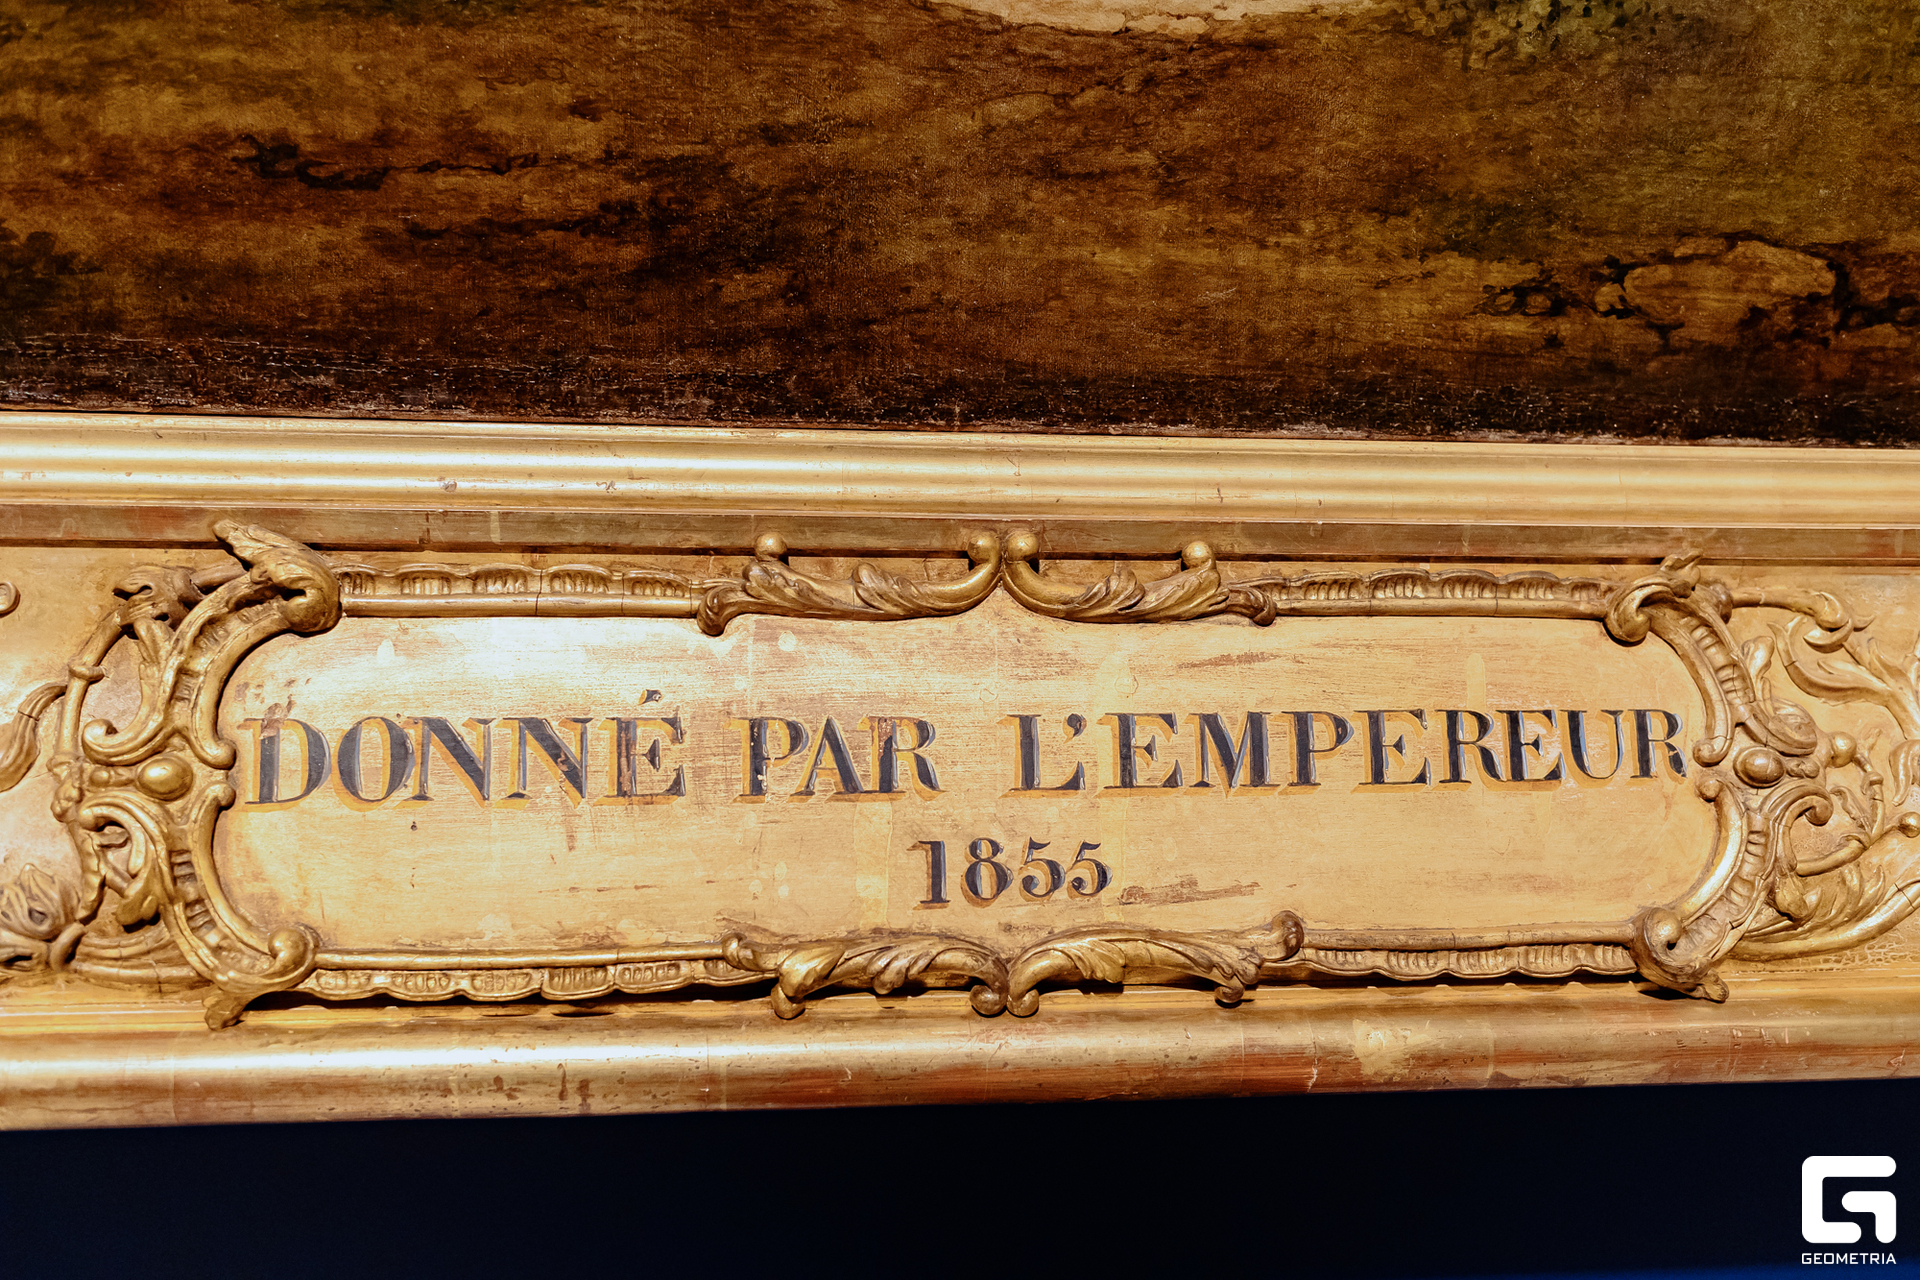 DONNÉ PAR L'EMPEREUR
1855
GEOMETRIA